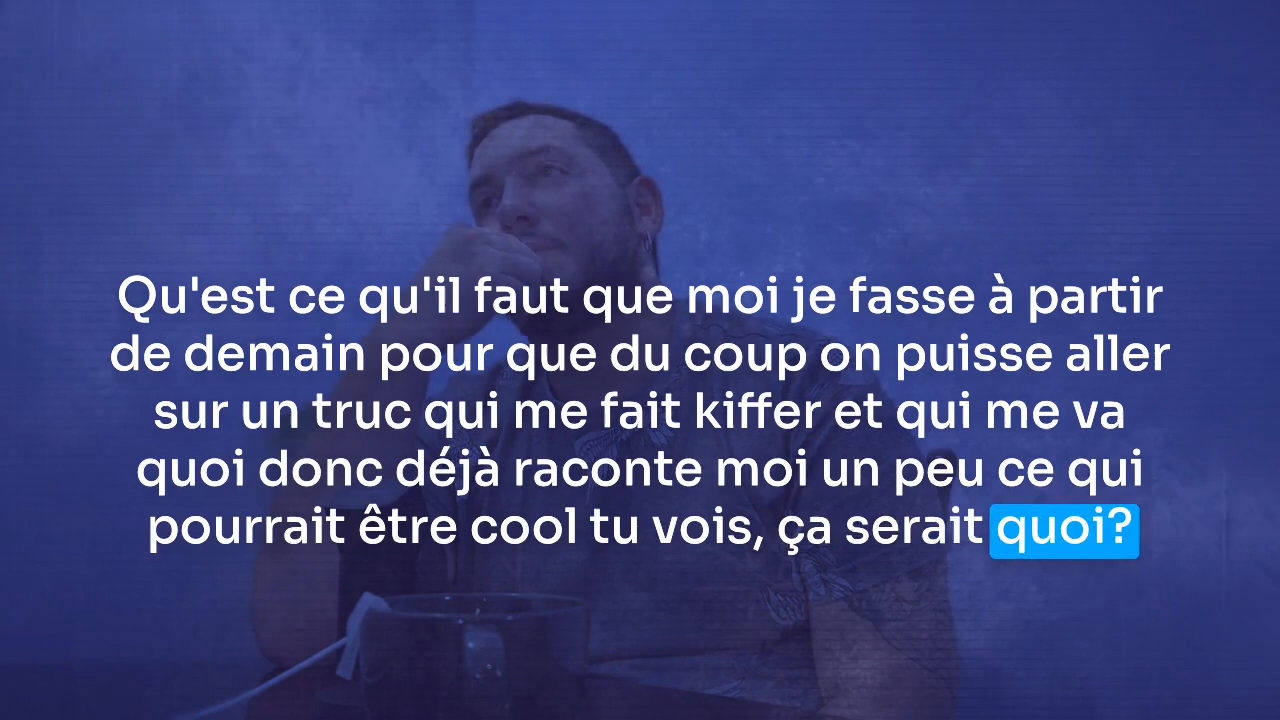 Qu'est ce qu'il faut que moi je fasse à partir
de demain pour que du coup on puisse aller
sur un truc qui me fait kiffer et qui me va
quoi donc déjà raconte moi un peu ce qui
pourrait être cool tu vois, ça serait quoi?